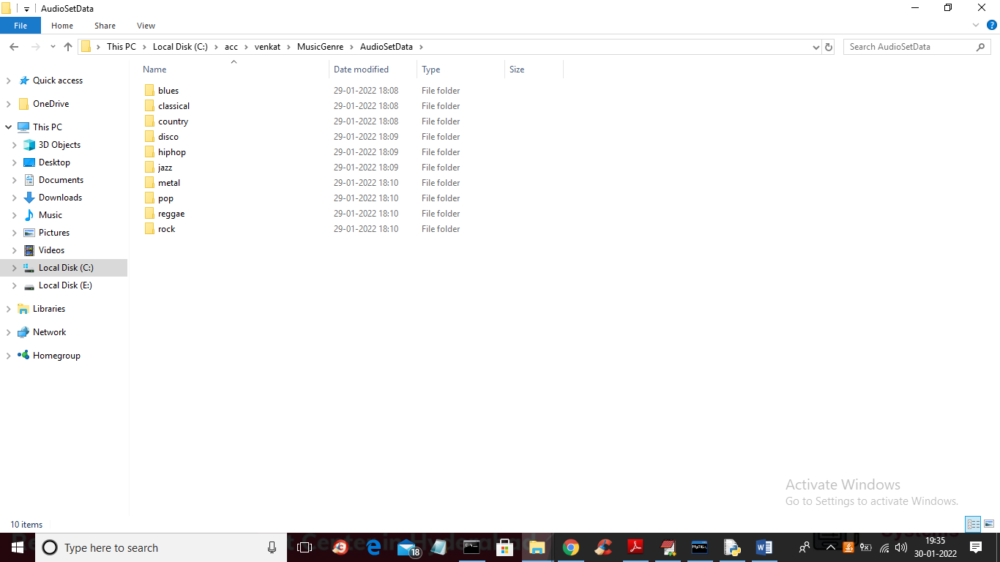 AudioSetData
File Home Share View
This PC Local Disk (C:) acc venkat MusicGenre AudioSetData Search AudioSetData
Name Date modified Type Size
Quick access
OneDrive
This PC
3D Objects
Desktop
Documents
Downloads
Music
Pictures
Videos
Local Disk (C:)
Local Disk (E:)
Libraries
Network
Homegroup
blues 29-01-2022 18:08 File folder
classical 29-01-2022 18:08 File folder
country 29-01-2022 18:08 File folder
disco 29-01-2022 18:09 File folder
hiphop 29-01-2022 18:09 File folder
jazz 29-01-2022 18:09 File folder
metal 29-01-2022 18:10 File folder
pop 29-01-2022 18:10 File folder
reggae 29-01-2022 18:10 File folder
rock 29-01-2022 18:10 File folder
Activate Windows
Go to Settings to activate Windows.
10 items
Type here to search
18
MySQL
19:35
30-01-2022